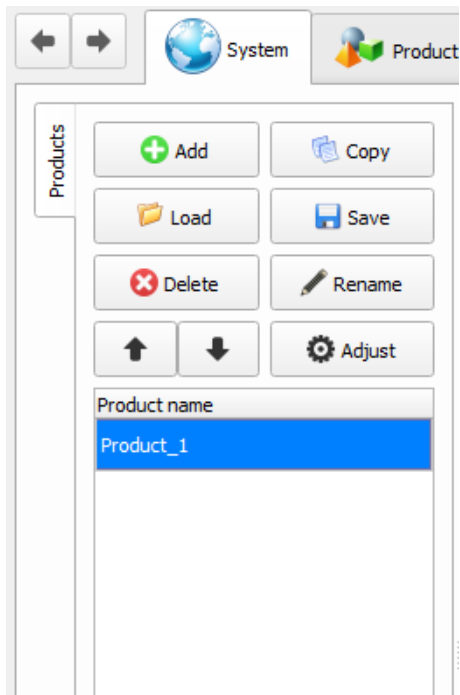 System
Product
Products
Add
Copy
Load
Save
Delete
Rename
Adjust
Product name
Product_1